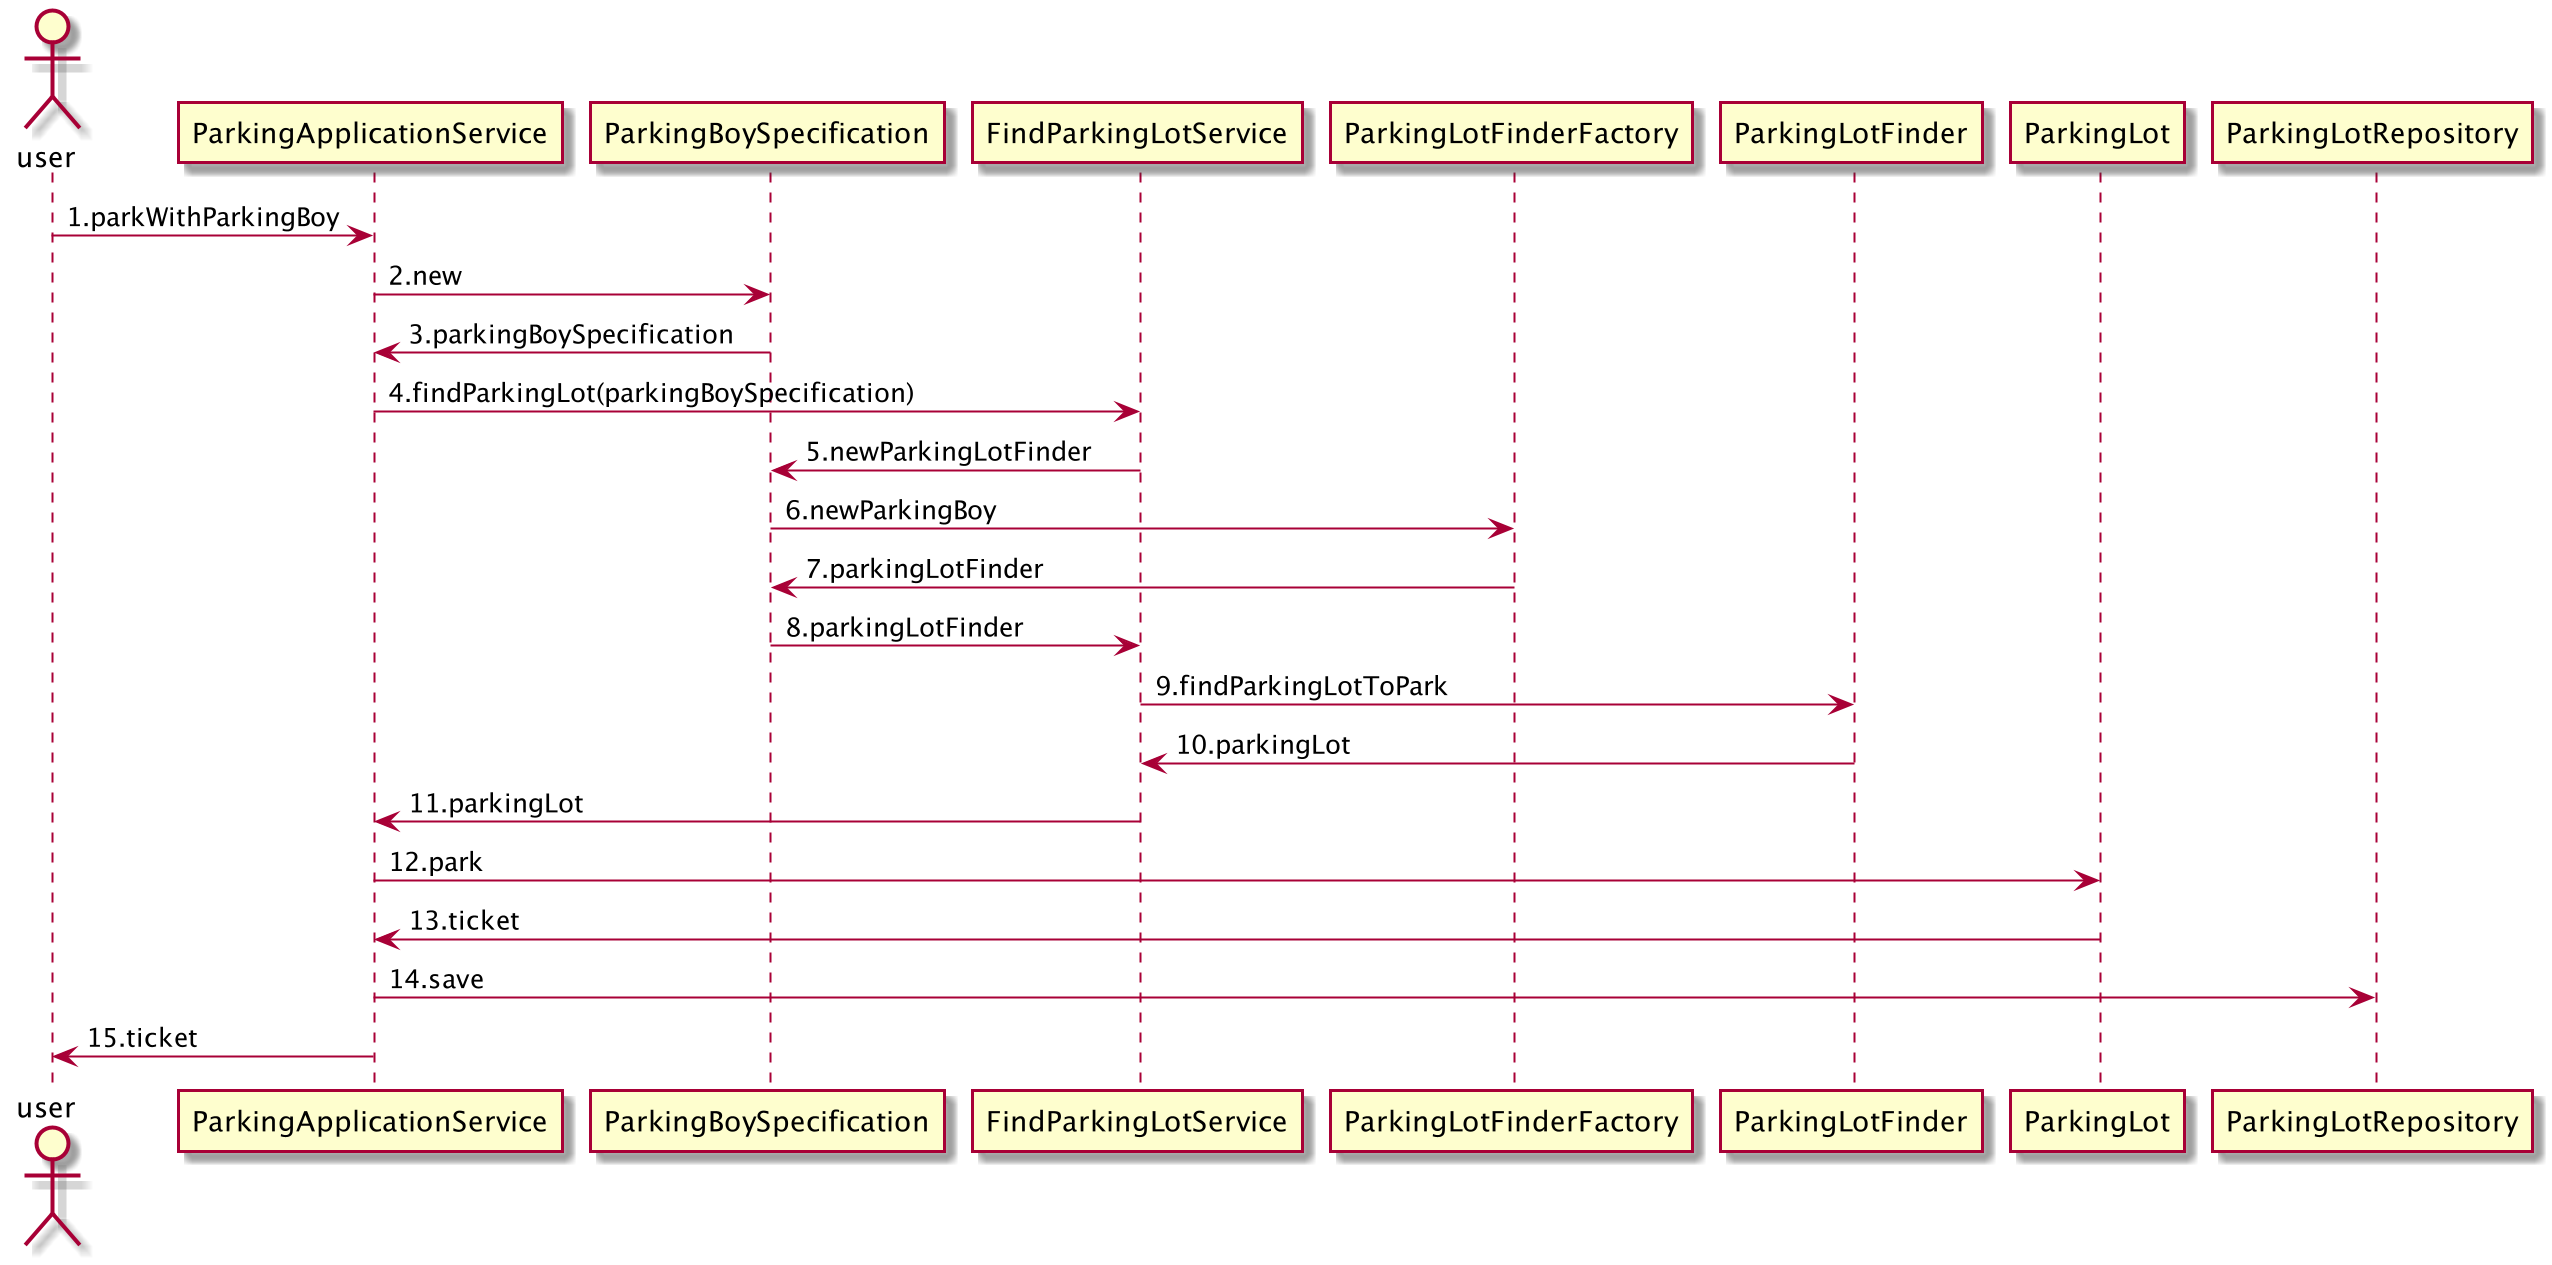 user
ParkingApplicationService
ParkingBoySpecification
FindParkingLotService
ParkingLotFinderFactory
ParkingLotFinder
ParkingLot
ParkingLotRepository
1.parkWithParkingBoy
2.new
3.parkingBoySpecification
4.findParkingLot(parkingBoySpecification)
5.newParkingLotFinder
6.newParkingBoy
7.parkingLotFinder
8.parkingLotFinder
9.findParkingLotToPark
10.parkingLot
11.parkingLot
12.park
13.ticket
14.save
15.ticket
user
ParkingApplicationService
ParkingBoySpecification
FindParkingLotService
ParkingLotFinderFactory
ParkingLotFinder
ParkingLot
ParkingLotRepository